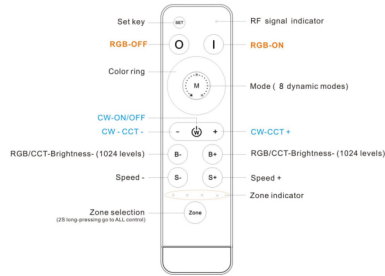 Set key
SET
RF signal indicator
RGB-OFF
O
I
RGB-ON
Color ring
M
Mode ( 8 dynamic modes)
CW-ON/OFF
CW - CCT -
-
W
+
CW-CCT +
RGB/CCT-Brightness- (1024 levels)
B-
B+
RGB/CCT-Brightness- (1024 levels)
Speed -
S-
S+
Speed +
Zone indicator
Zone selection
Zone
(2S long-pressing go to ALL control)